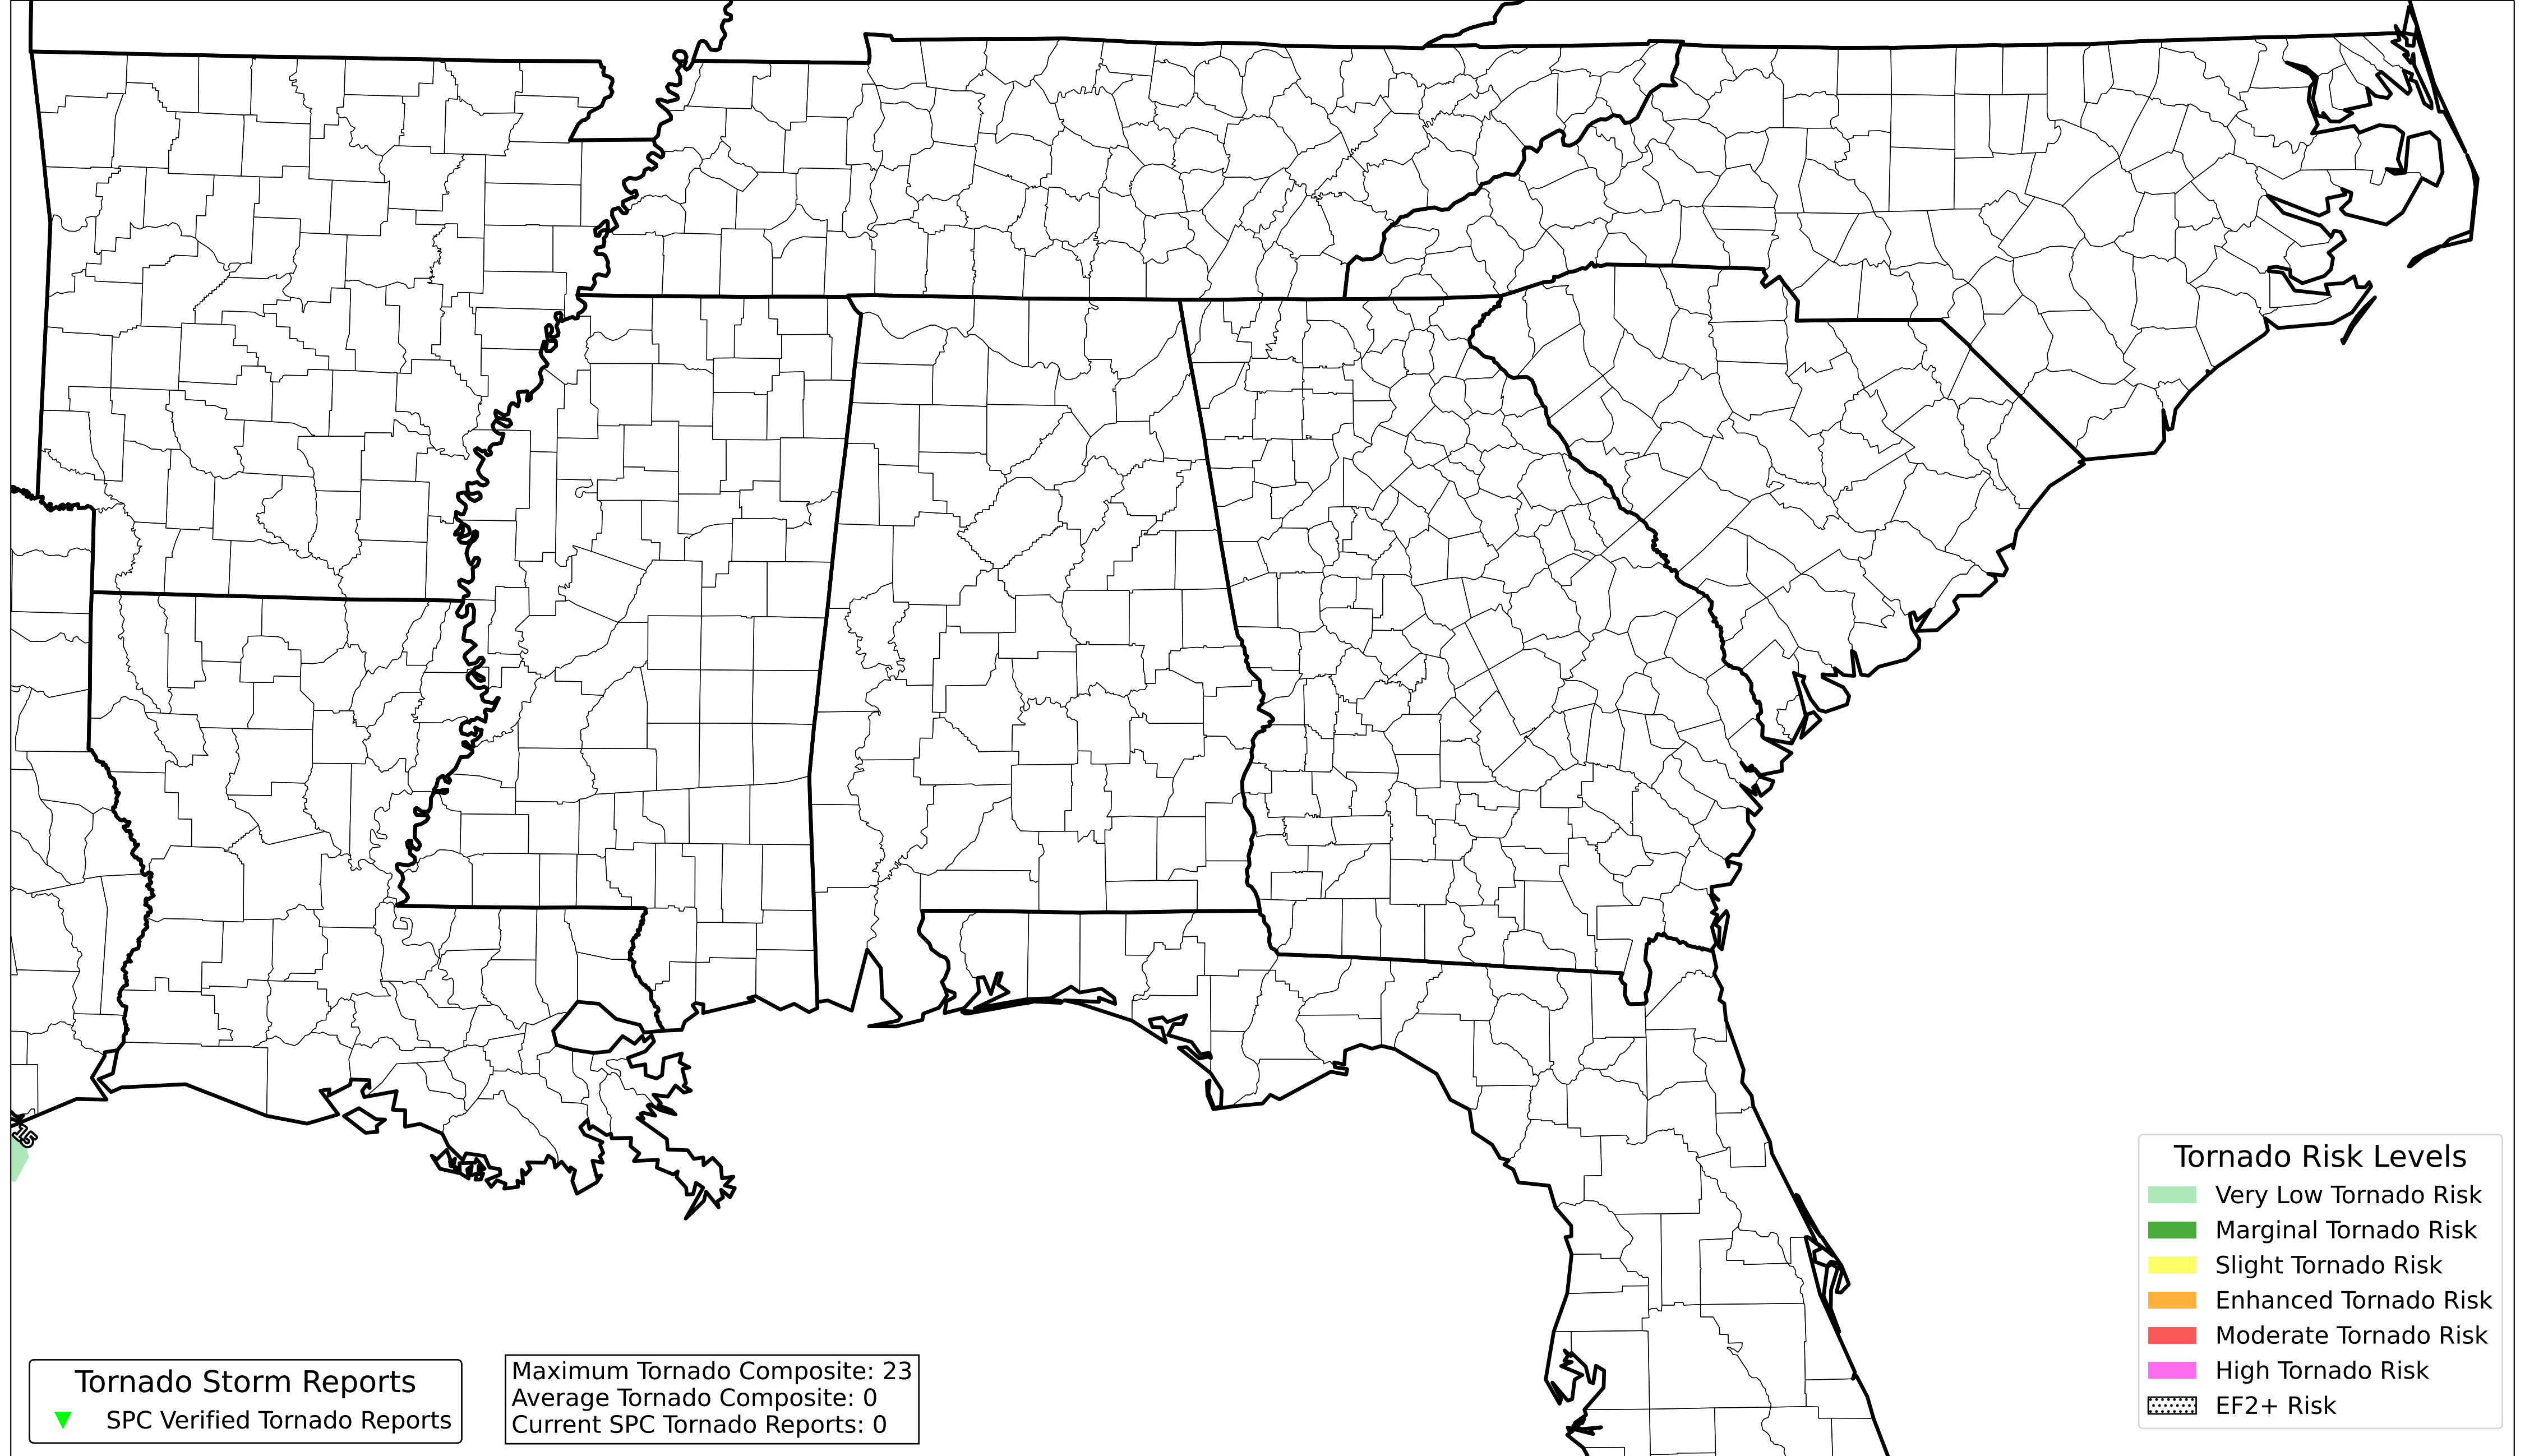 15
Tornado Storm Reports
SPC Verified Tornado Reports
Maximum Tornado Composite: 23
Average Tornado Composite: 0
Current SPC Tornado Reports: 0
Tornado Risk Levels
Very Low Tornado Risk
Marginal Tornado Risk
Slight Tornado Risk
Enhanced Tornado Risk
Moderate Tornado Risk
High Tornado Risk
EF2+ Risk